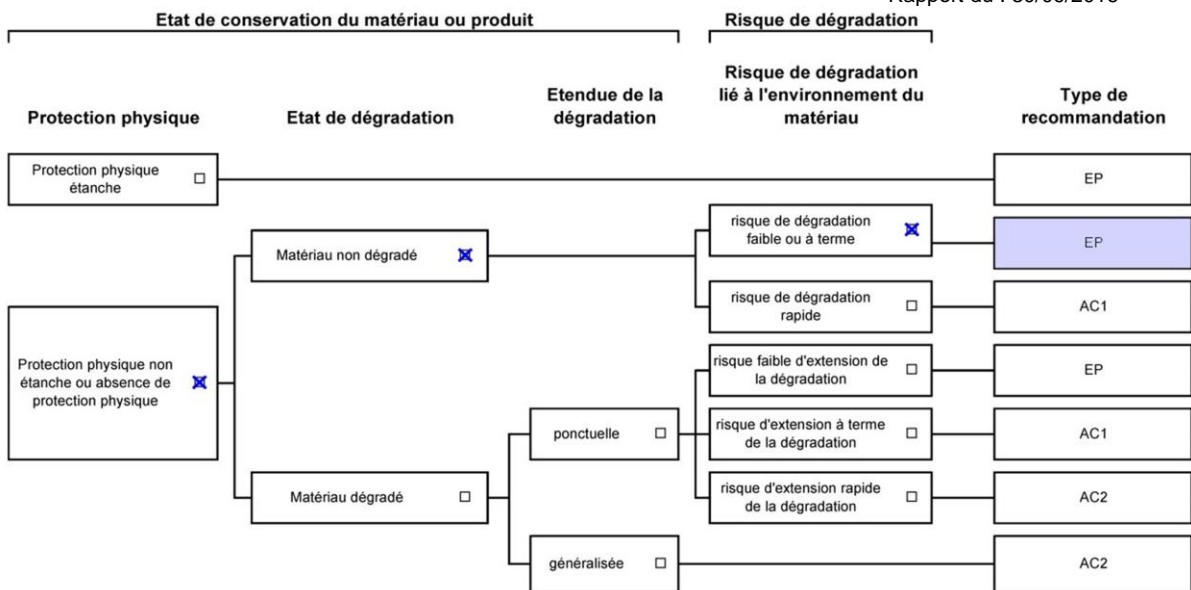 Etat de conservation du matériau ou produit
Risque de dégradation
Protection physique
Etat de dégradation
Etendue de la
dégradation
Risque de dégradation
lié à l'environnement du
matériau
Type de
recommandation
Protection physique
étanche
EP
risque de dégradation
faible ou à terme
EP
Matériau non dégradé
risque de dégradation
rapide
AC1
Protection physique non
étanche ou absence de
protection physique
risque faible d'extension de
la dégradation
EP
ponctuelle
risque d'extension à terme
de la dégradation
AC1
Matériau dégradé
risque d'extension rapide
de la dégradation
AC2
généralisée
AC2